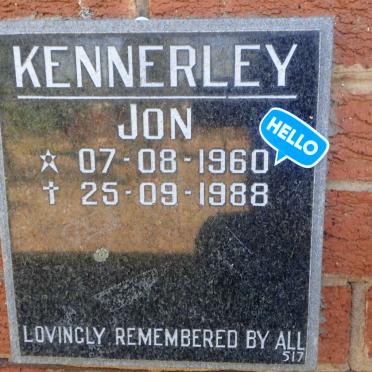 KENNERLEY
JON
☆ 07-08-1960
† 25-09-1988
HELLO
LOVINGLY REMEMBERED BY ALL
517